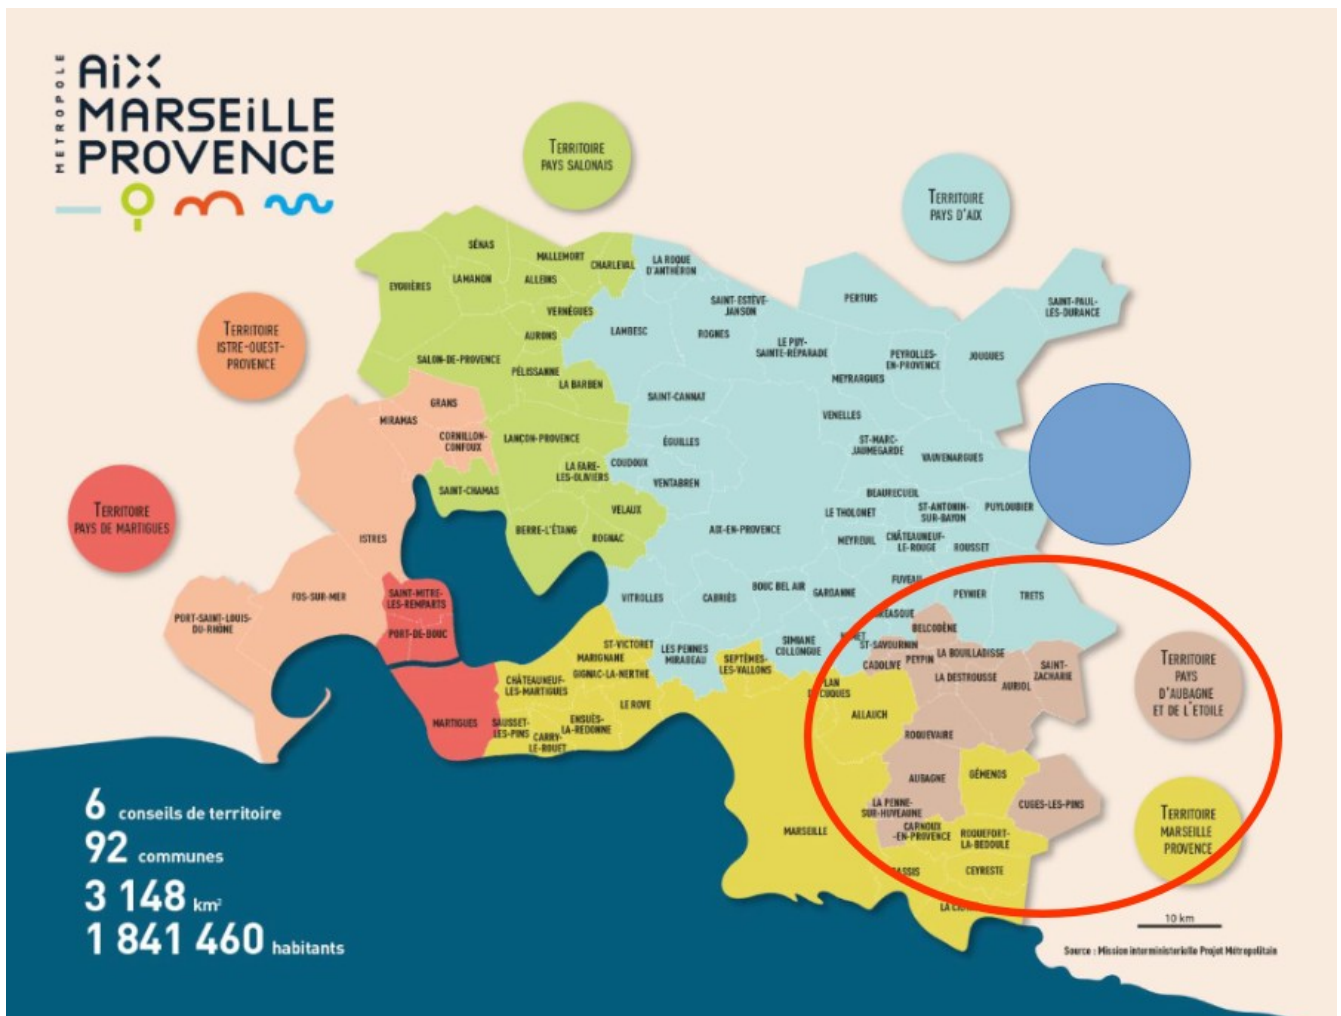 METROPOLE
AiX
MARSEiLLE
PROVENCE
TERRITOIRE
PAYS SALONAIS
TERRITOIRE
PAYS D'AIX
TERRITOIRE
ISTRE-OUEST-
PROVENCE
TERRITOIRE
PAYS DE MARTIGUES
TERRITOIRE
PAYS
D'AUBAGNE
ET DE L'ETOILE
TERRITOIRE
MARSEILLE
PROVENCE
SÉNAS
MALLEMORT
CHARLEVAL
LA ROQUE
D'ANTHÉRON
EYGUIÈRES
LAMANON
ALLEINS
VERNÈGUES
SAINT-ESTÈVE-
JANSON
PERTUIS
SAINT-PAUL-
LES-DURANCE
AURONS
LAMBESC
ROGNES
LE PUY-
SAINTE-RÉPARADE
PEYROLLES-
EN-PROVENCE
JOUQUES
SALON-DE-PROVENCE
PÉLISSANNE
LA BARBEN
MEYRARGUES
SAINT-CANNAT
GRANS
MIRAMAS
VENELLES
CORNILLON-
CONFOUX
LANÇON-PROVENCE
ÉGUILLES
ST-MARC-
JAUMEGARDE
VAUVENARGUES
LA FARE-
LES-OLIVIERS
COUDOUX
VENTABREN
SAINT-CHAMAS
BEAURECUEIL
VELAUX
LE THOLONET
ST-ANTONIN-
SUR-BAYON
PUYLOUBIER
BERRE-L'ÉTANG
ROGNAC
AIX-EN-PROVENCE
MEYREUIL
CHÂTEAUNEUF-
LE-ROUGE
ROUSSET
ISTRES
FOS-SUR-MER
SAINT-MITRE-
LES-REMPARTS
VITROLLES
CABRIÈS
BOUC BEL AIR
GARDANNE
FUVEAU
PEYNIER
TRETS
PORT-SAINT-LOUIS-
DU-RHÔNE
PORT-DE-BOUC
BELCODÈNE
ST-VICTORET
MARIGNANE
LES PENNES
MIRABEAU
SEPTÈMES-
LES-VALLONS
SIMIANE
COLLONGUE
ST-SAVOURNIN
CADOLIVE
PEYPIN
LA BOUILLADISSE
SAINT-
ZACHARIE
CHÂTEAUNEUF-
LES-MARTIGUES
GIGNAC-LA-NERTHE
LA DESTROUSSE
AURIOL
LE ROVE
ALLAUCH
MARTIGUES
SAUSSET-
LES-PINS
ENSUÈS-
LA-REDONNE
CARRY-
LE-ROUET
ROQUEVAIRE
AUBAGNE
GÉMENOS
LA PENNE-
SUR-HUVEAUNE
CUGES-LES-PINS
MARSEILLE
CARNOUX
-EN-PROVENCE
ROQUEFORT-
LA-BEDOULE
CEYRESTE
6 conseils de territoire
92 communes
3 148 km²
1 841 460 habitants
10 km
Source : Mission interministérielle Projet Métropolitain